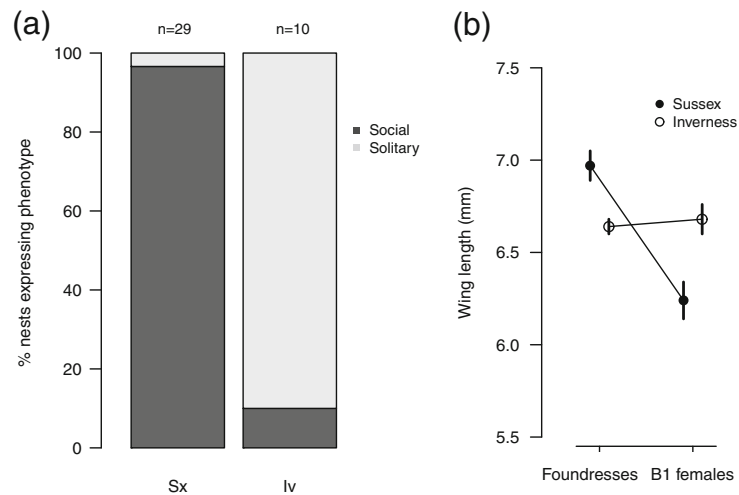 (a)
n=29 n=10
100
80
60
40
20
0
% nests expressing phenotype
Social
Solitary
Sx Iv
(b)
7.5
7.0
6.5
6.0
5.5
Wing length (mm)
Sussex
Inverness
Foundresses B1 females